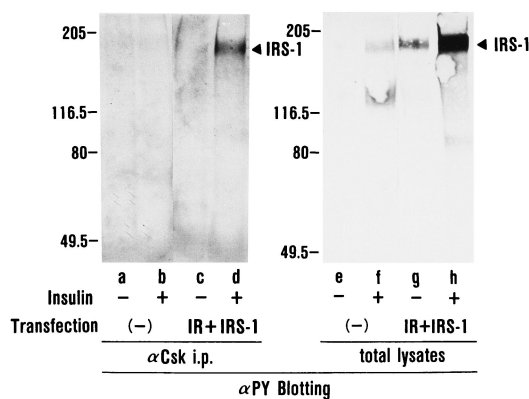 205–
116.5–
80–
49.5–
◄ IRS-1
205–
116.5–
80–
49.5–
◄ IRS-1
a b c d e f g h
Insulin – + – + – + – +
Transfection (–) IR+IRS-1 (–) IR+IRS-1
αCsk i.p. total lysates
αPY Blotting